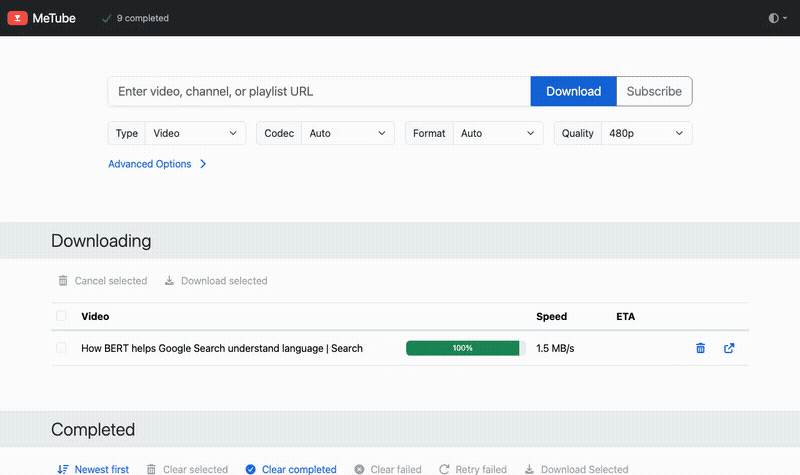 MeTube 9 completed
Enter video, channel, or playlist URL Download Subscribe
Type Video Codec Auto Format Auto Quality 480p
Advanced Options
Downloading
Cancel selected Download selected
Video Speed ETA
How BERT helps Google Search understand language | Search 100% 1.5 MB/s
Completed
Newest first Clear selected Clear completed Clear failed Retry failed Download Selected